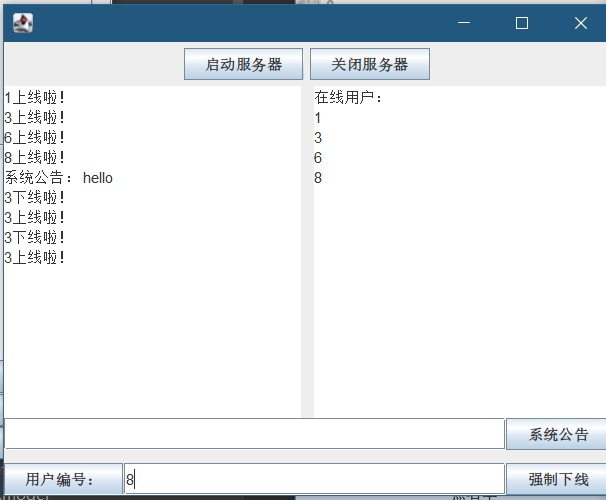 启动服务器 关闭服务器
1上线啦!
3上线啦!
6上线啦!
8上线啦!
系统公告: hello
3下线啦!
3上线啦!
3下线啦!
3上线啦!
在线用户:
1
3
6
8
系统公告
用户编号: 8 强制下线